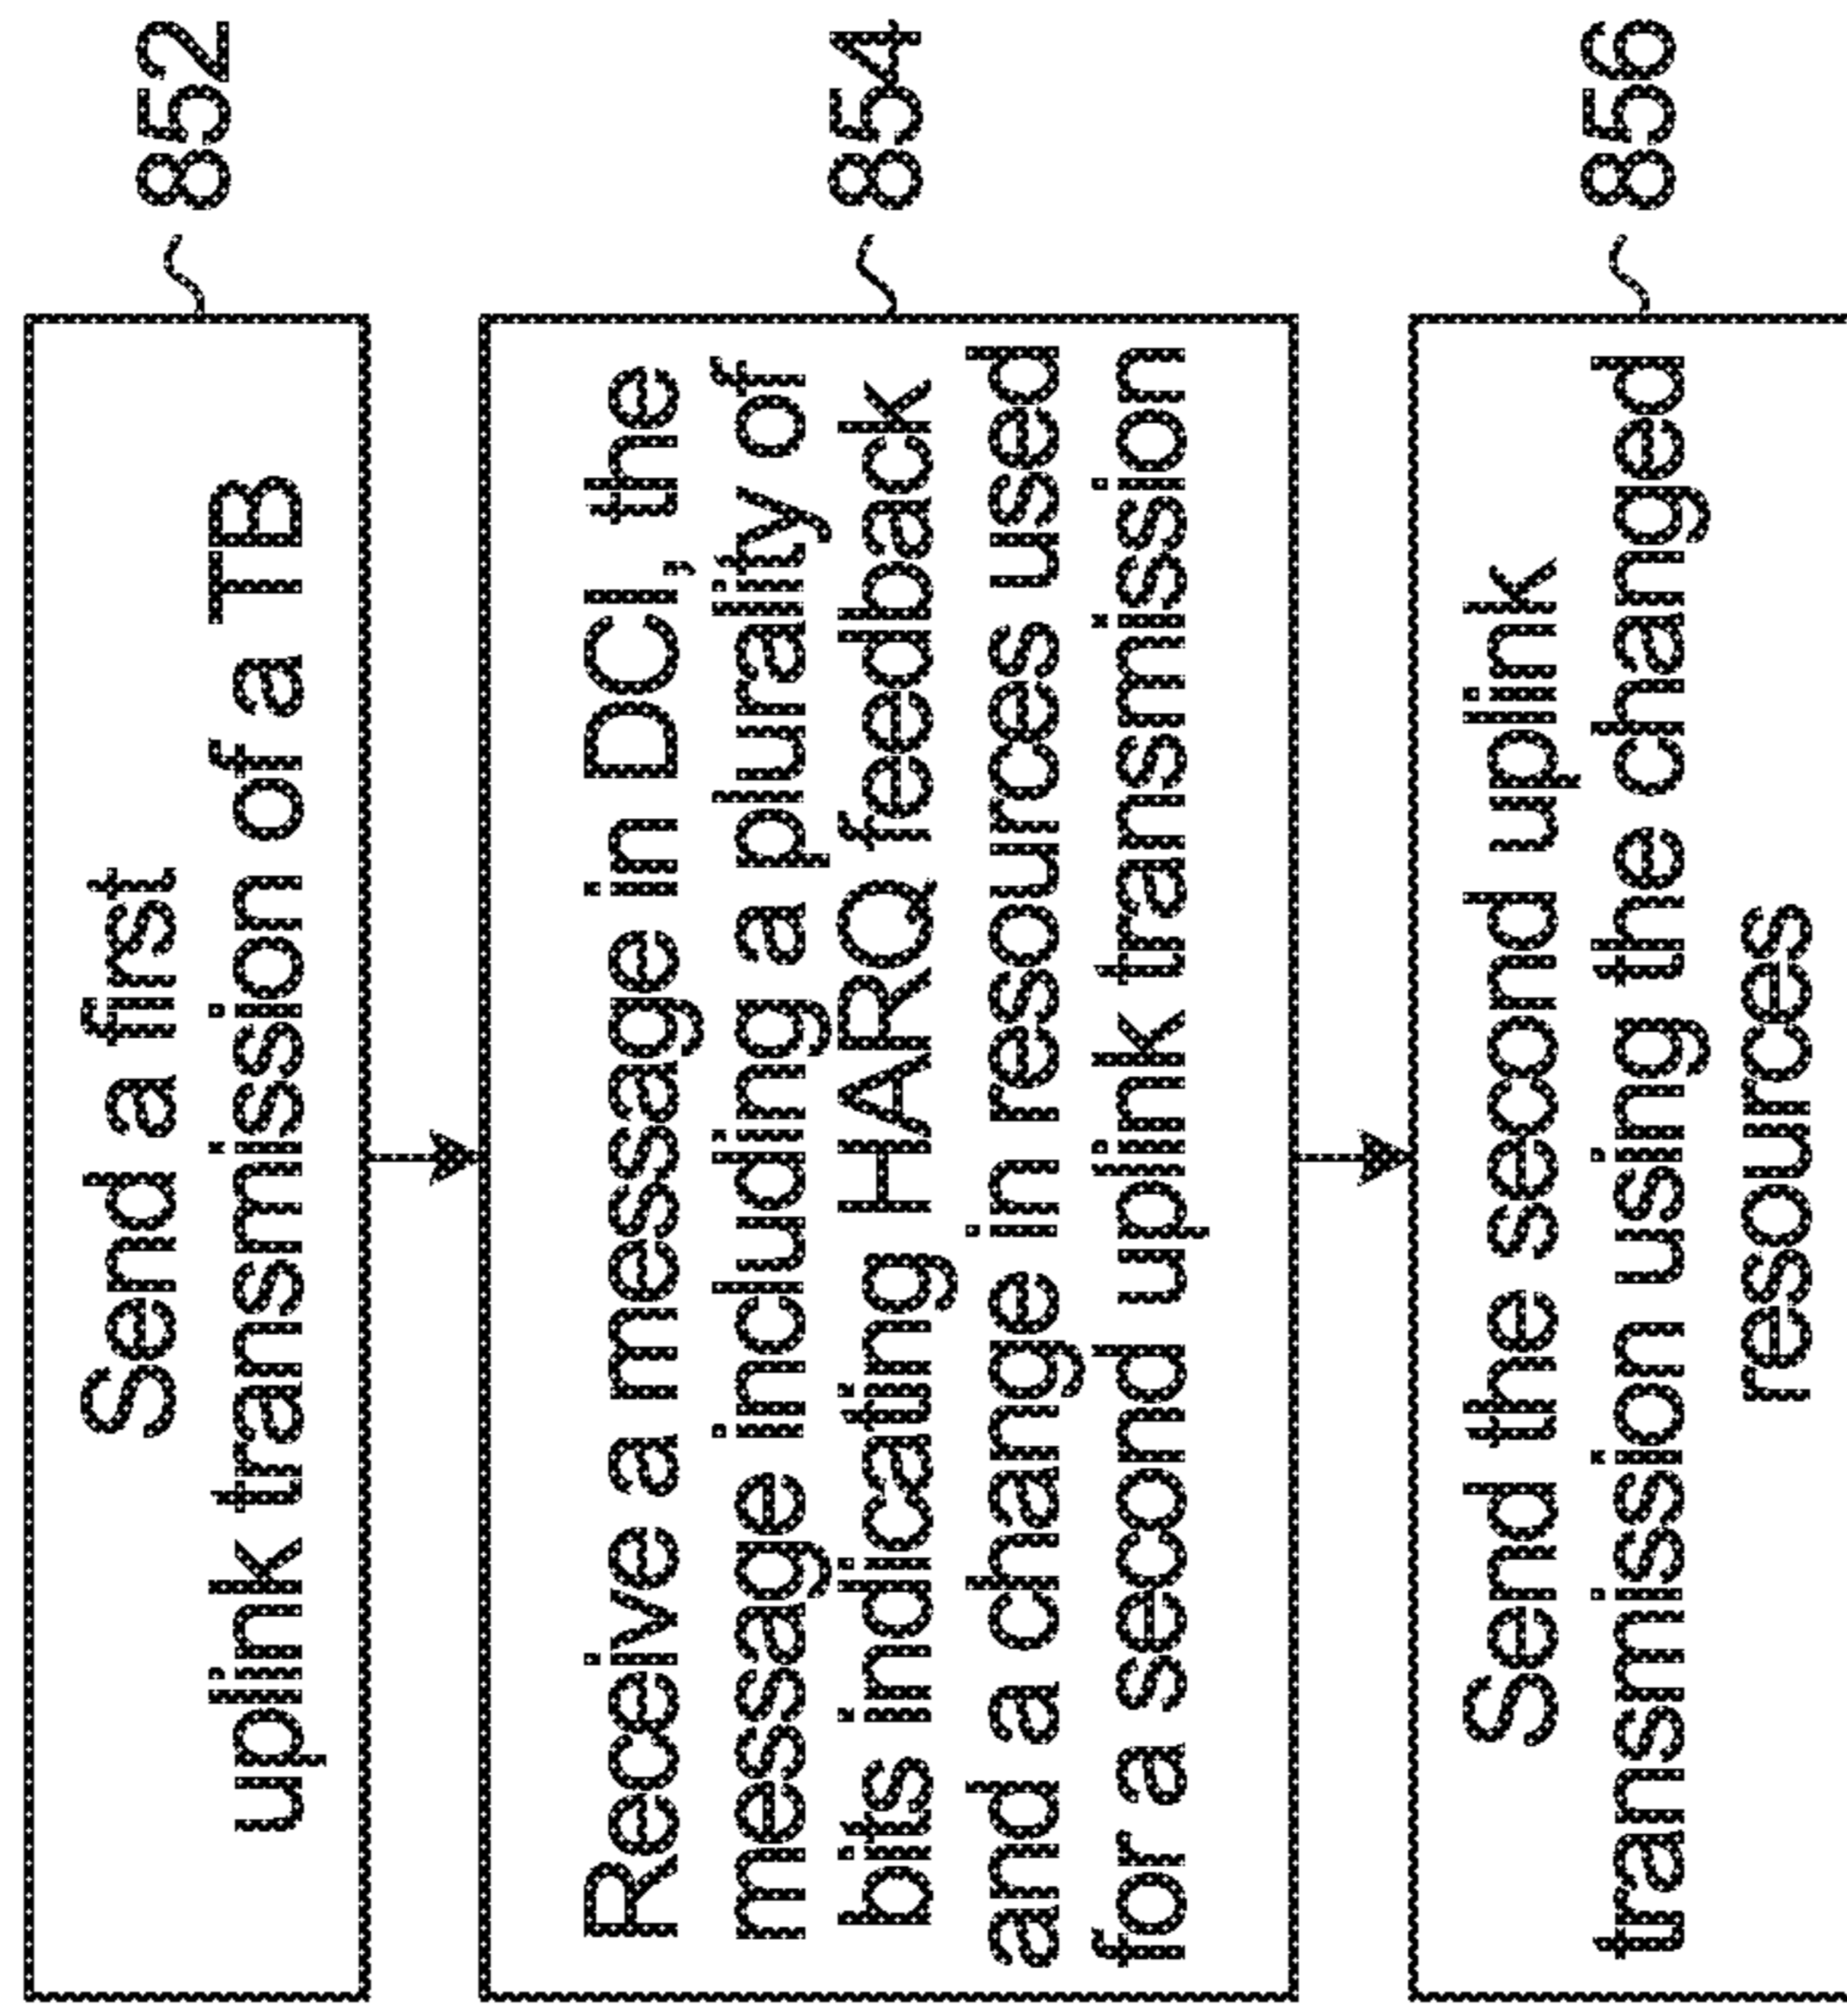 Send a first
uplink transmission of a TB
852
Receive a message in DCI, the
message including a plurality of
bits indicating HARQ feedback
and a change in resources used
for a second uplink transmission
854
Send the second uplink
transmission using the changed
resources
856